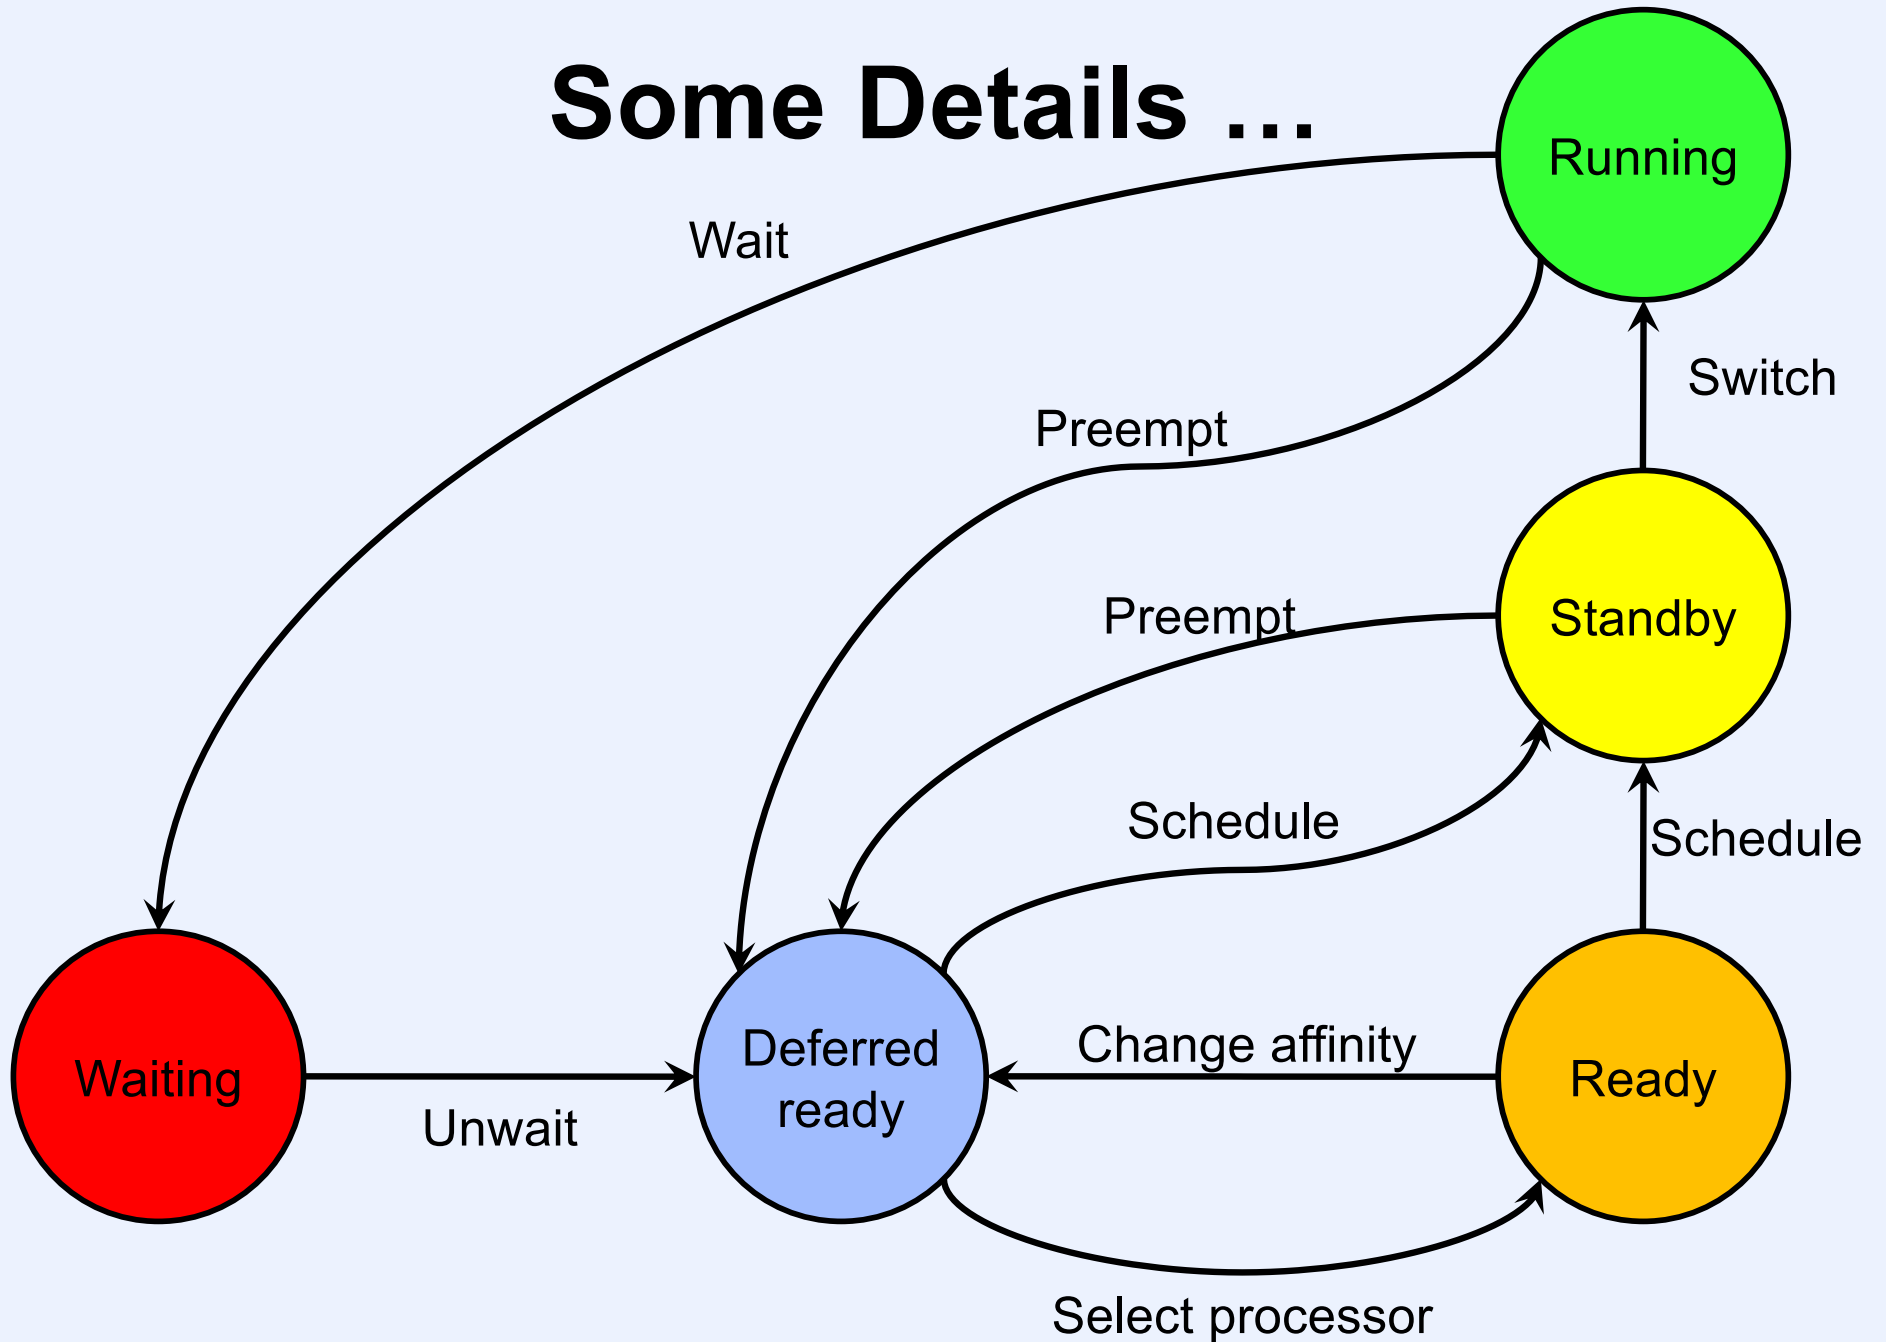 Some Details …
Running
Wait
Switch
Preempt
Preempt
Standby
Schedule
Schedule
Waiting
Unwait
Deferred
ready
Change affinity
Ready
Select processor